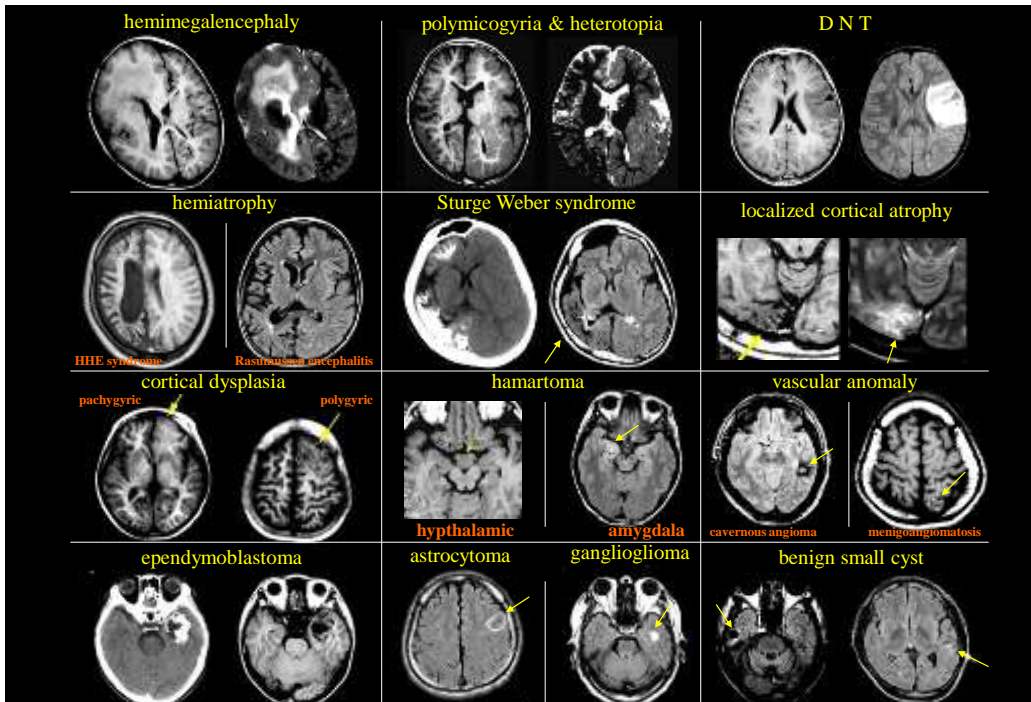 hemimegalencephaly
polymicogyria & heterotopia
D N T
hemiatrophy
Sturge Weber syndrome
localized cortical atrophy
HHE syndrome
Rasumussen encephalitis
cortical dysplasia
hamartoma
vascular anomaly
pachygyric
polygyric
hypthalamic
amygdala
cavernous angioma
menigoangiomatosis
ependymoblastoma
astrocytoma
ganglioglioma
benign small cyst